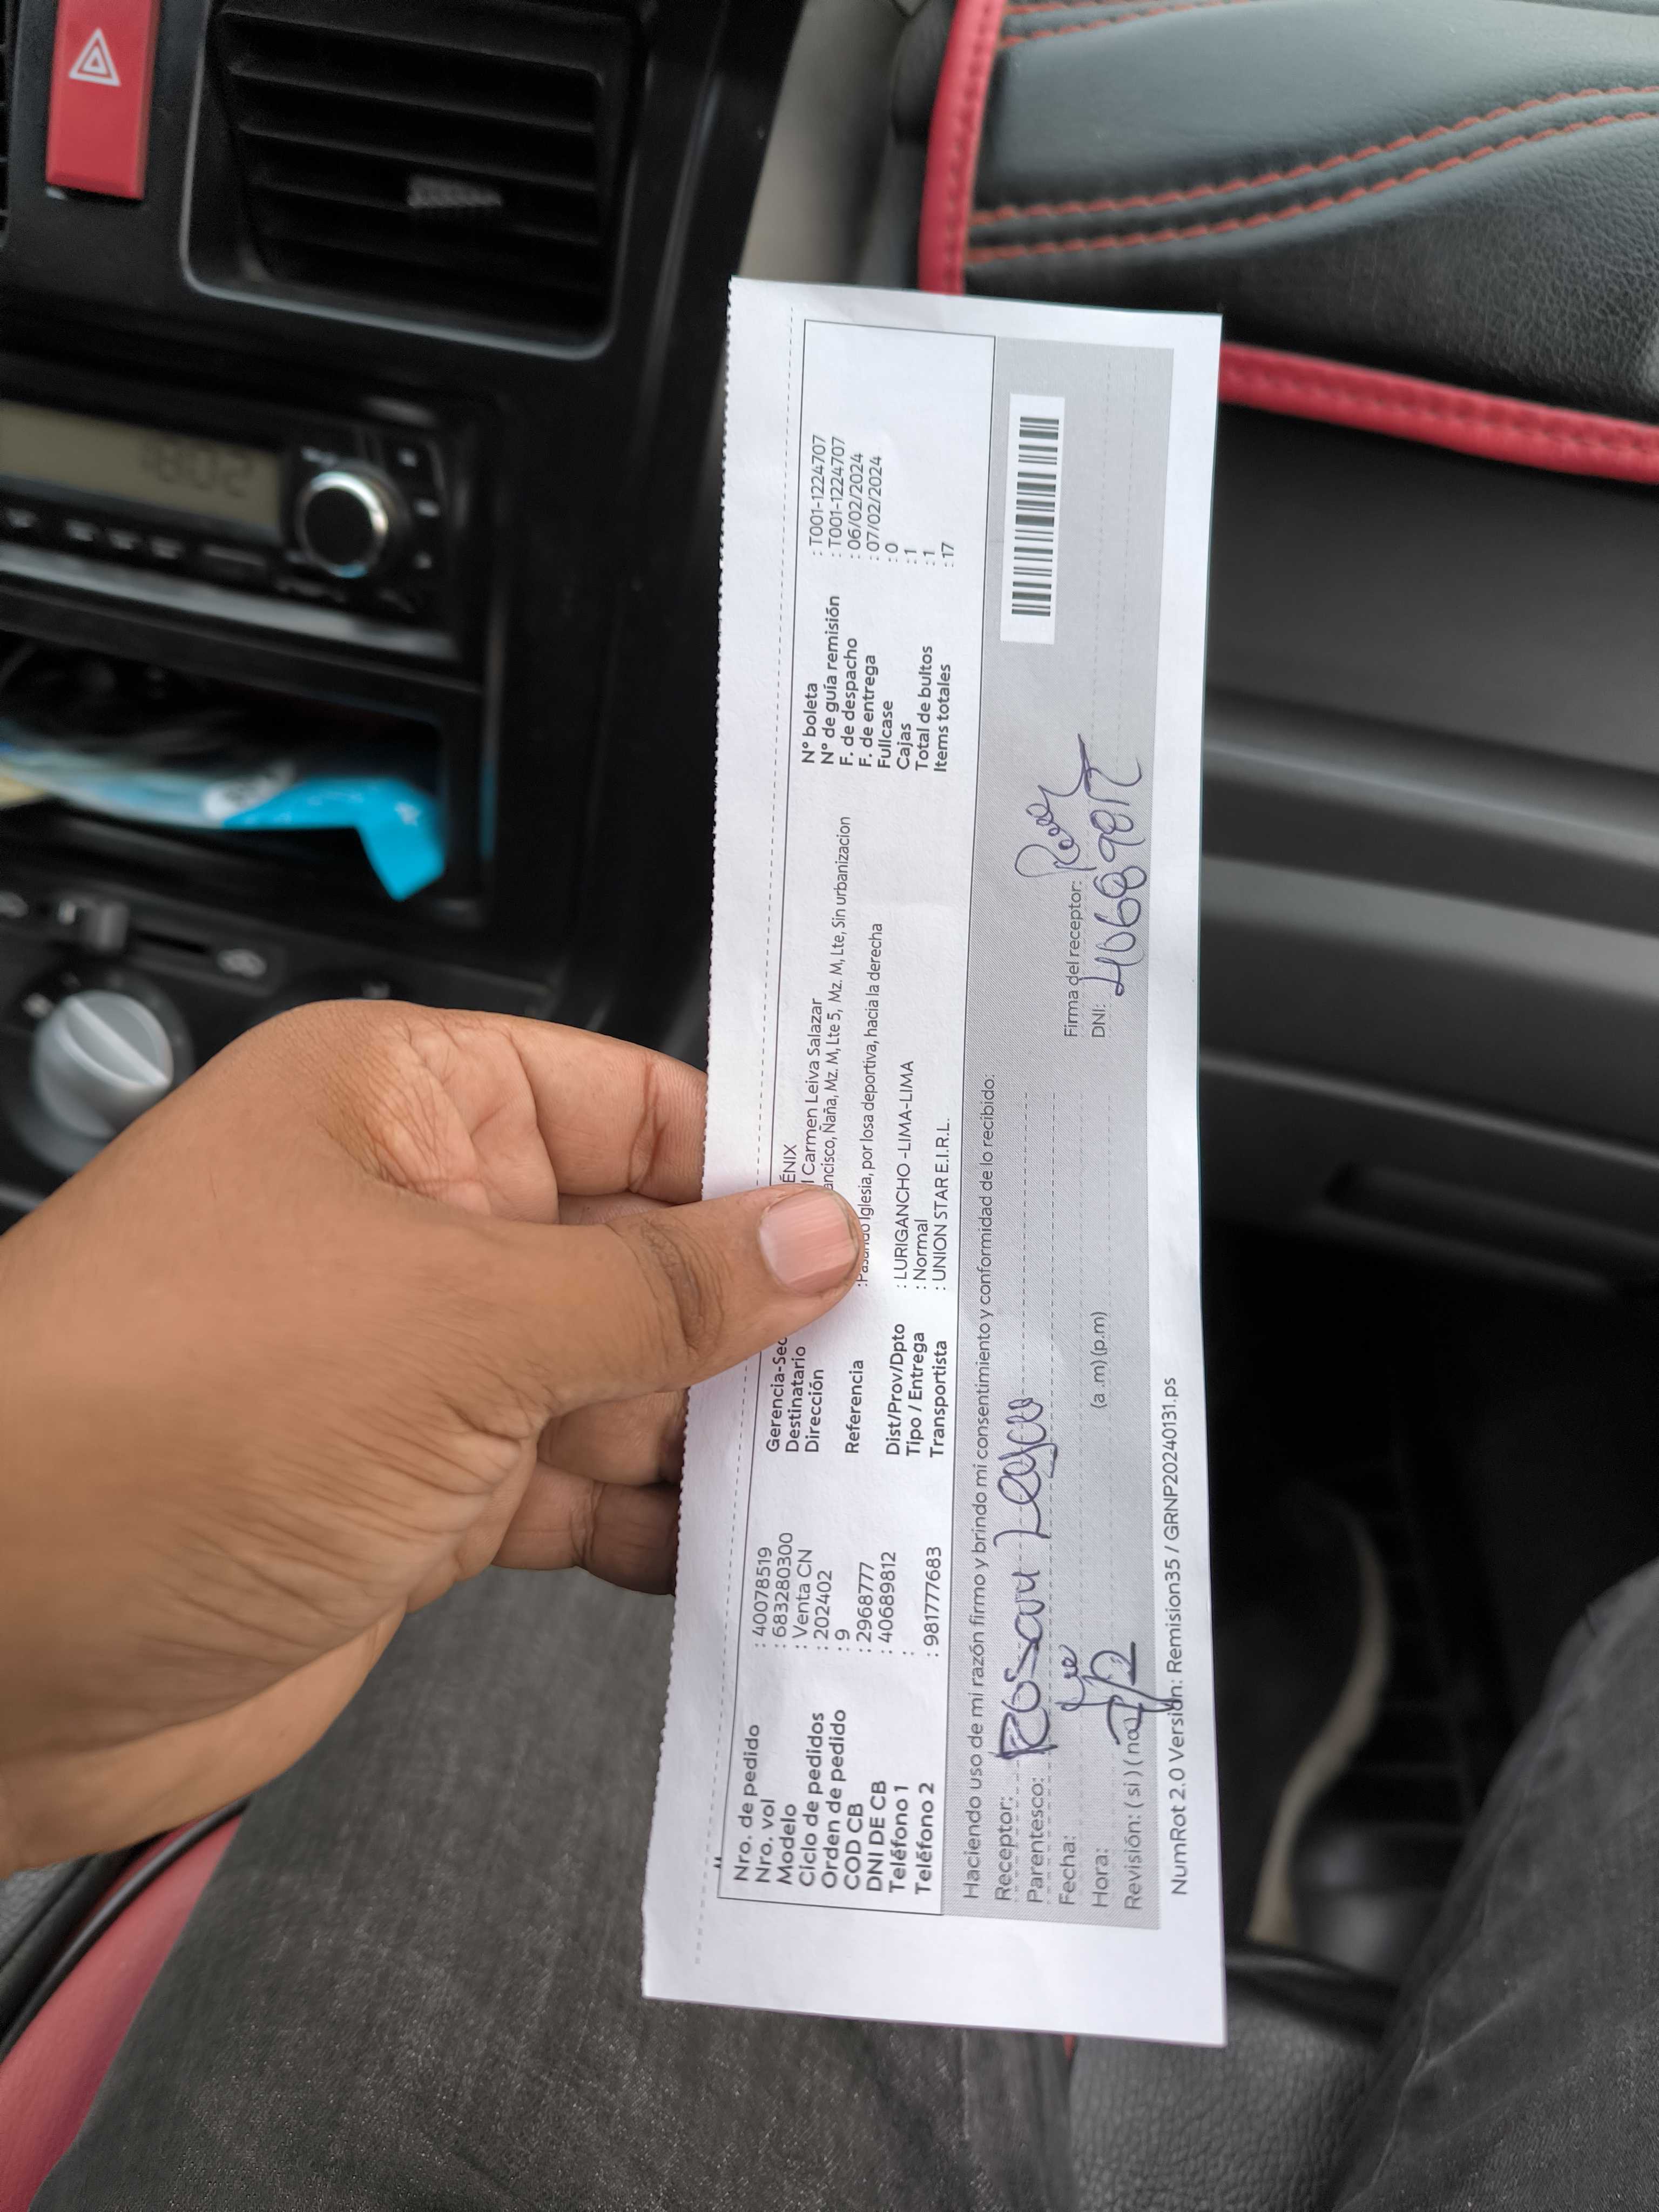 Nro. de pedido : 40078519
Nro. vol : 683280300
Modelo : Venta CN
Ciclo de pedidos : 202402
Orden de pedido : 9
COD CB : 2968777
DNI DE CB : 40689812
Teléfono 1 :
Teléfono 2 : 981777683
Gerencia-Sec ÉNIX
Destinatario l Carmen Leiva Salazar
Dirección ancisco, Ñaña, Mz. M, Lte 5, Mz. M, Lte, Sin urbanizacion
Referencia : Pasando Iglesia, por losa deportiva, hacia la derecha
Dist/Prov/Dpto : LURIGANCHO -LIMA-LIMA
Tipo / Entrega : Normal
Transportista : UNION STAR E.I.R.L.
N° boleta : T001-1224707
N° de guía remisión : T001-1224707
F. de despacho : 06/02/2024
F. de entrega : 07/02/2024
Fullcase : 0
Cajas : 1
Total de bultos : 1
Items totales : 17
Haciendo uso de mi razón firmo y brindo mi consentimiento y conformidad de lo recibido:
Receptor:
Parentesco:
Fecha:
Hora: (a .m) (p.m)
Revisión: ( si ) ( no
Firma del receptor:
DNI:
NumRot 2.0 Versión: Remision35 / GRNP20240131.ps